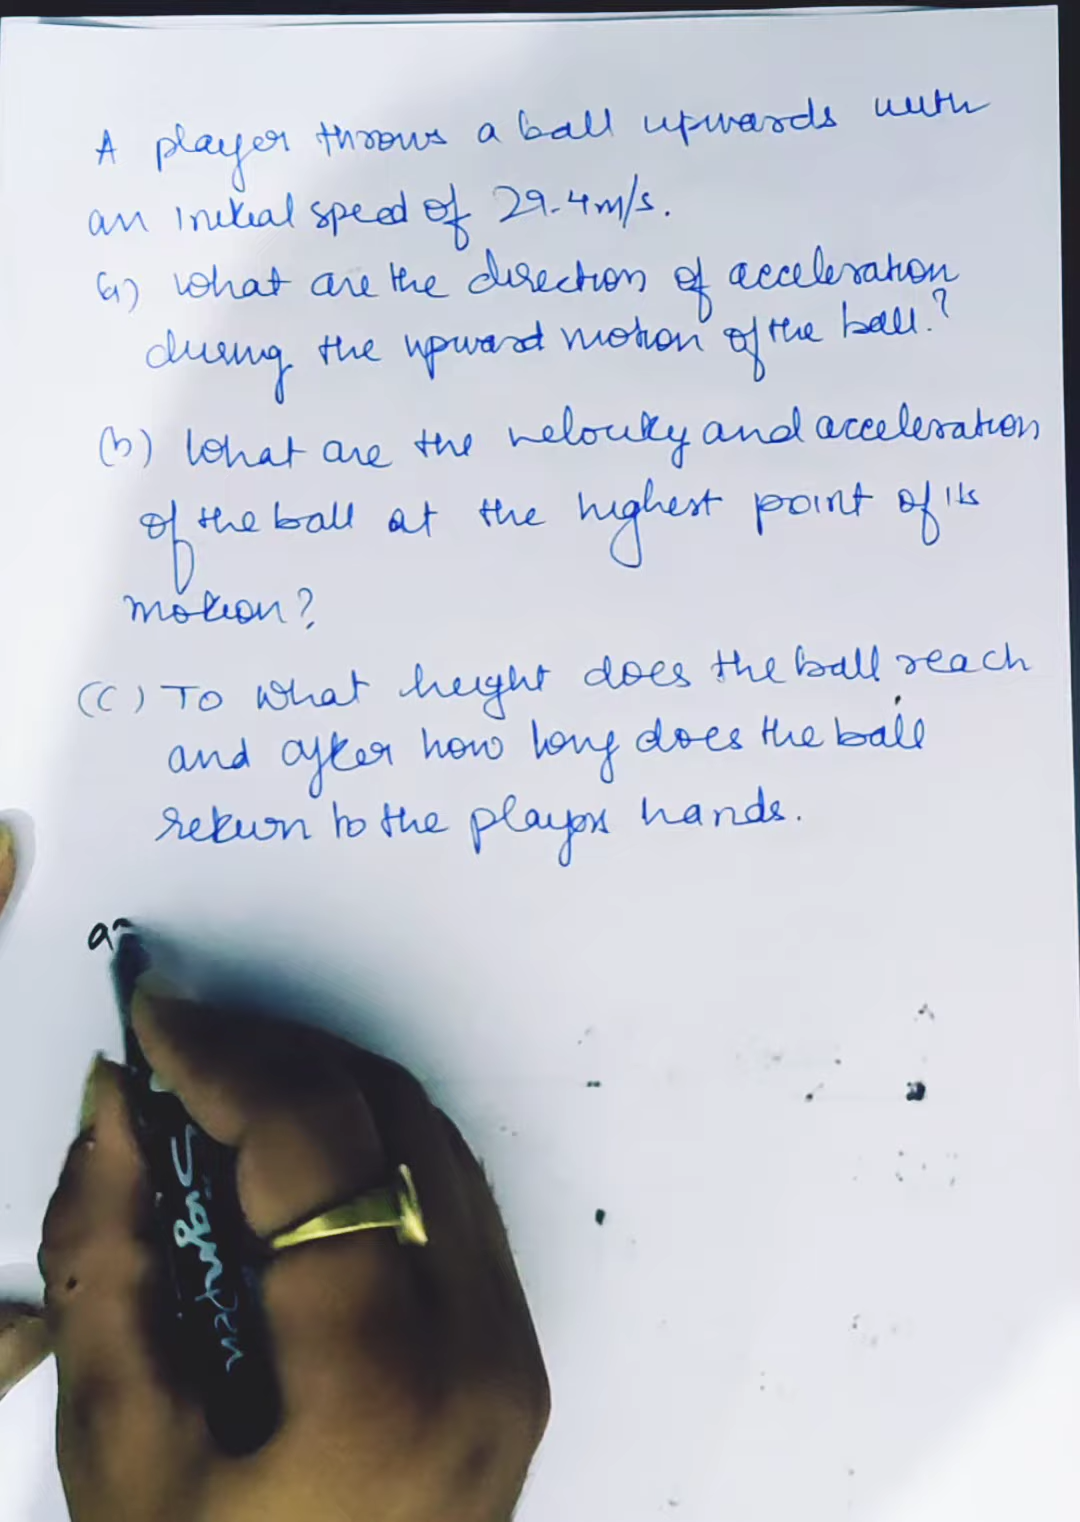 A player throws a ball upwards with
an initial speed of 29.4m/s.
(a) What are the direction of acceleration
during the upward motion of the ball.?
(b) What are the velocity and acceleration
of the ball at the highest point of its
motion?
(c) To what height does the ball reach
and after how long does the ball
return to the players hands.
a
Signpen